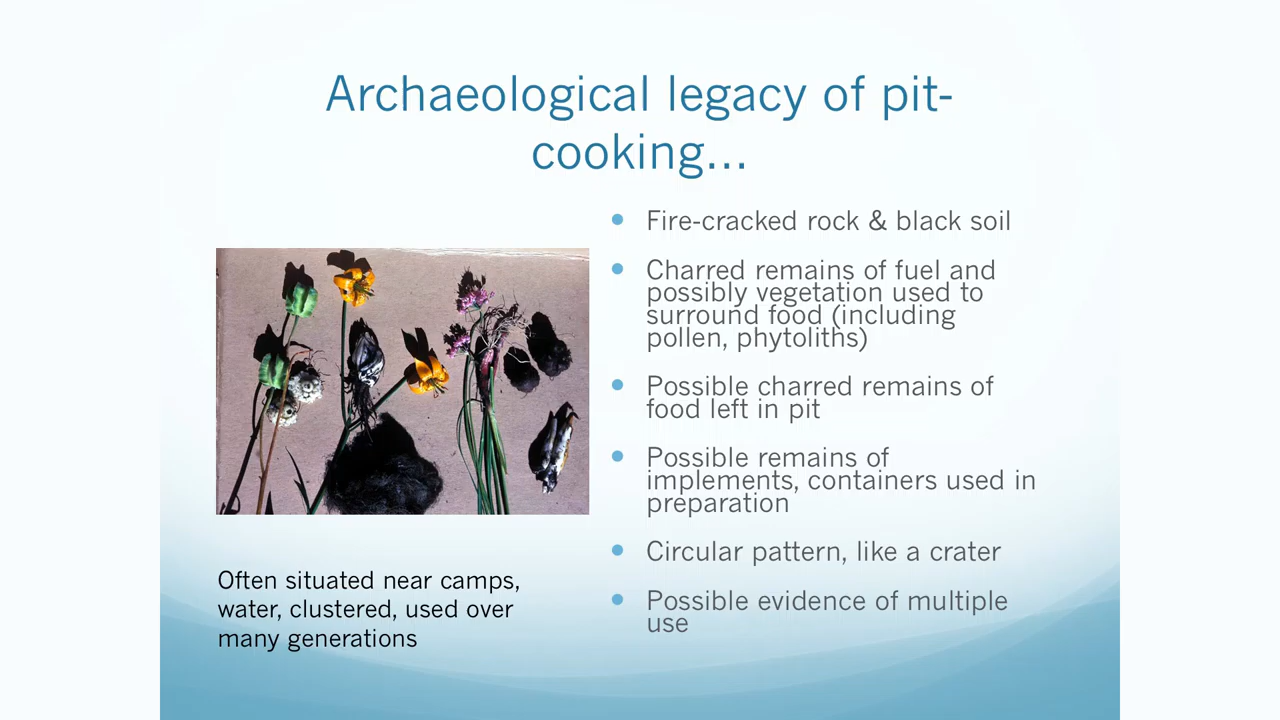 Archaeological legacy of pit-
cooking...
Fire-cracked rock & black soil
Charred remains of fuel and
possibly vegetation used to
surround food (including
pollen, phytoliths)
Possible charred remains of
food left in pit
Possible remains of
implements, containers used in
preparation
Circular pattern, like a crater
Possible evidence of multiple
use
Often situated near camps,
water, clustered, used over
many generations